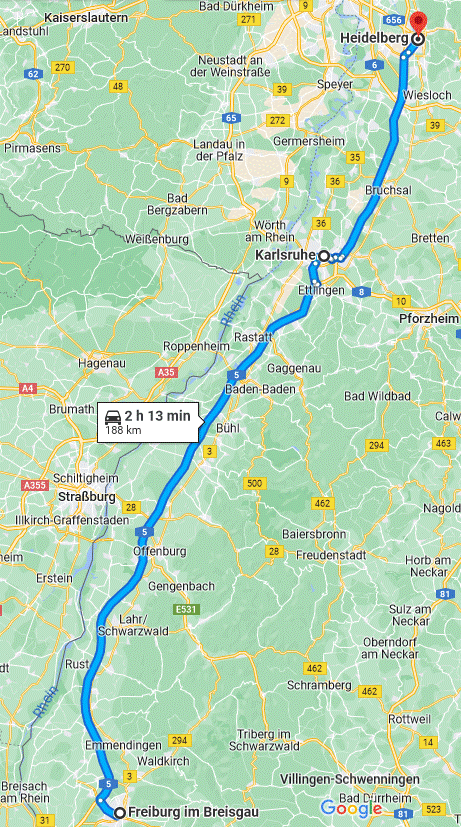 Bad Dürkheim
Kaiserslautern
656
Heidelberg
Landstuhl
270
62
Neustadt an
der Weinstraße
6
48
Speyer
Wiesloch
272
65
39
Germersheim
Pirmasens
Landau in
der Pfalz
35
9
36
Bruchsal
Bad
Bergzabern
39
36
Wörth
am Rhein
Weißenburg
Bretten
Karlsruhe
Ettlingen
8
10
Rhein
Pforzheim
Rastatt
Roppenheim
Hagenau
Gaggenau
A35
5
A4
Baden-Baden
Bad Wildbad
Brumath
2 h 13 min
188 km
Bühl
463
294
3
Schiltigheim
A355
500
Straßburg
462
Nagold
28
Illkirch-Graffenstaden
5
Baiersbronn
Offenburg
28
Freudenstadt
Erstein
Horb am
Neckar
Gengenbach
81
E531
Sulz am
Neckar
Lahr/
Schwarzwald
Oberndorf
am Neckar
Rust
462
Schramberg
462
Rhein
Rottweil
294
Triberg im
Schwarzwald
14
Emmendingen
3
Waldkirch
Villingen-Schwenningen
5
81
Breisach
am Rhein
Bad Dürrheim
Google
Freiburg im Breisgau
31